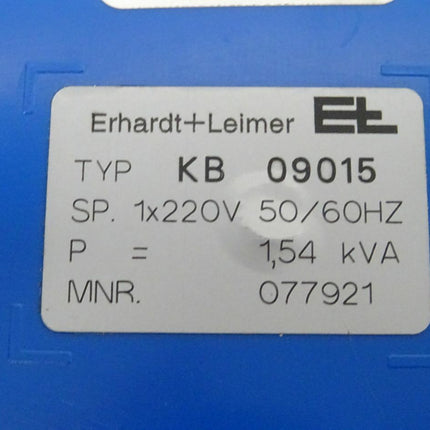 Erhardt+Leimer EL
TYP KB 09015
SP. 1x220V 50/60HZ
P = 1,54 kVA
MNR. 077921